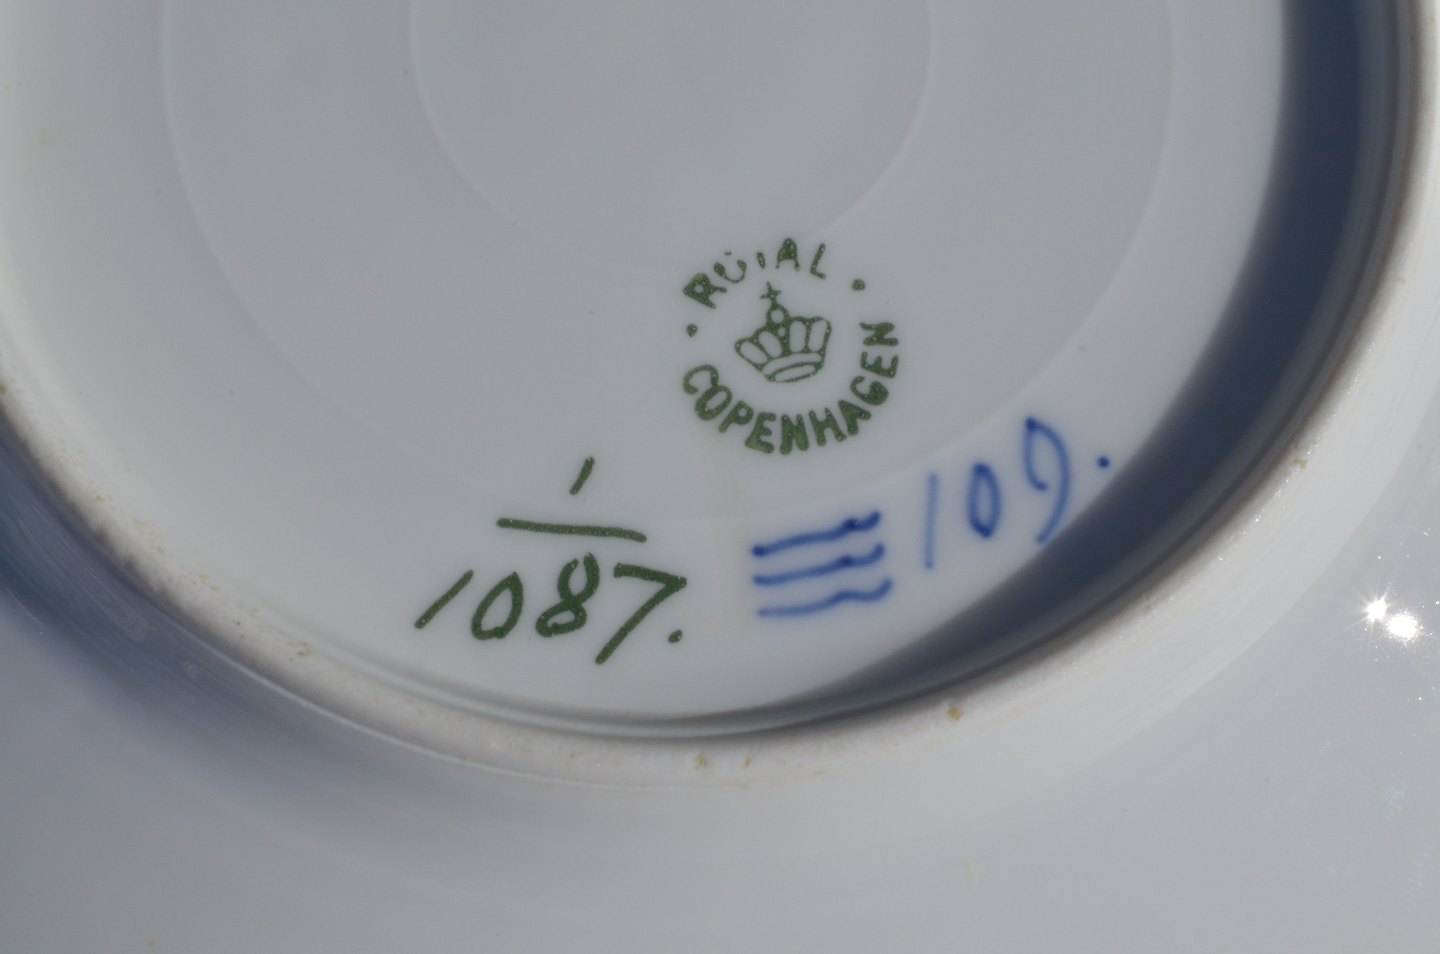 ROYAL
COPENHAGEN
1
1087.
109.